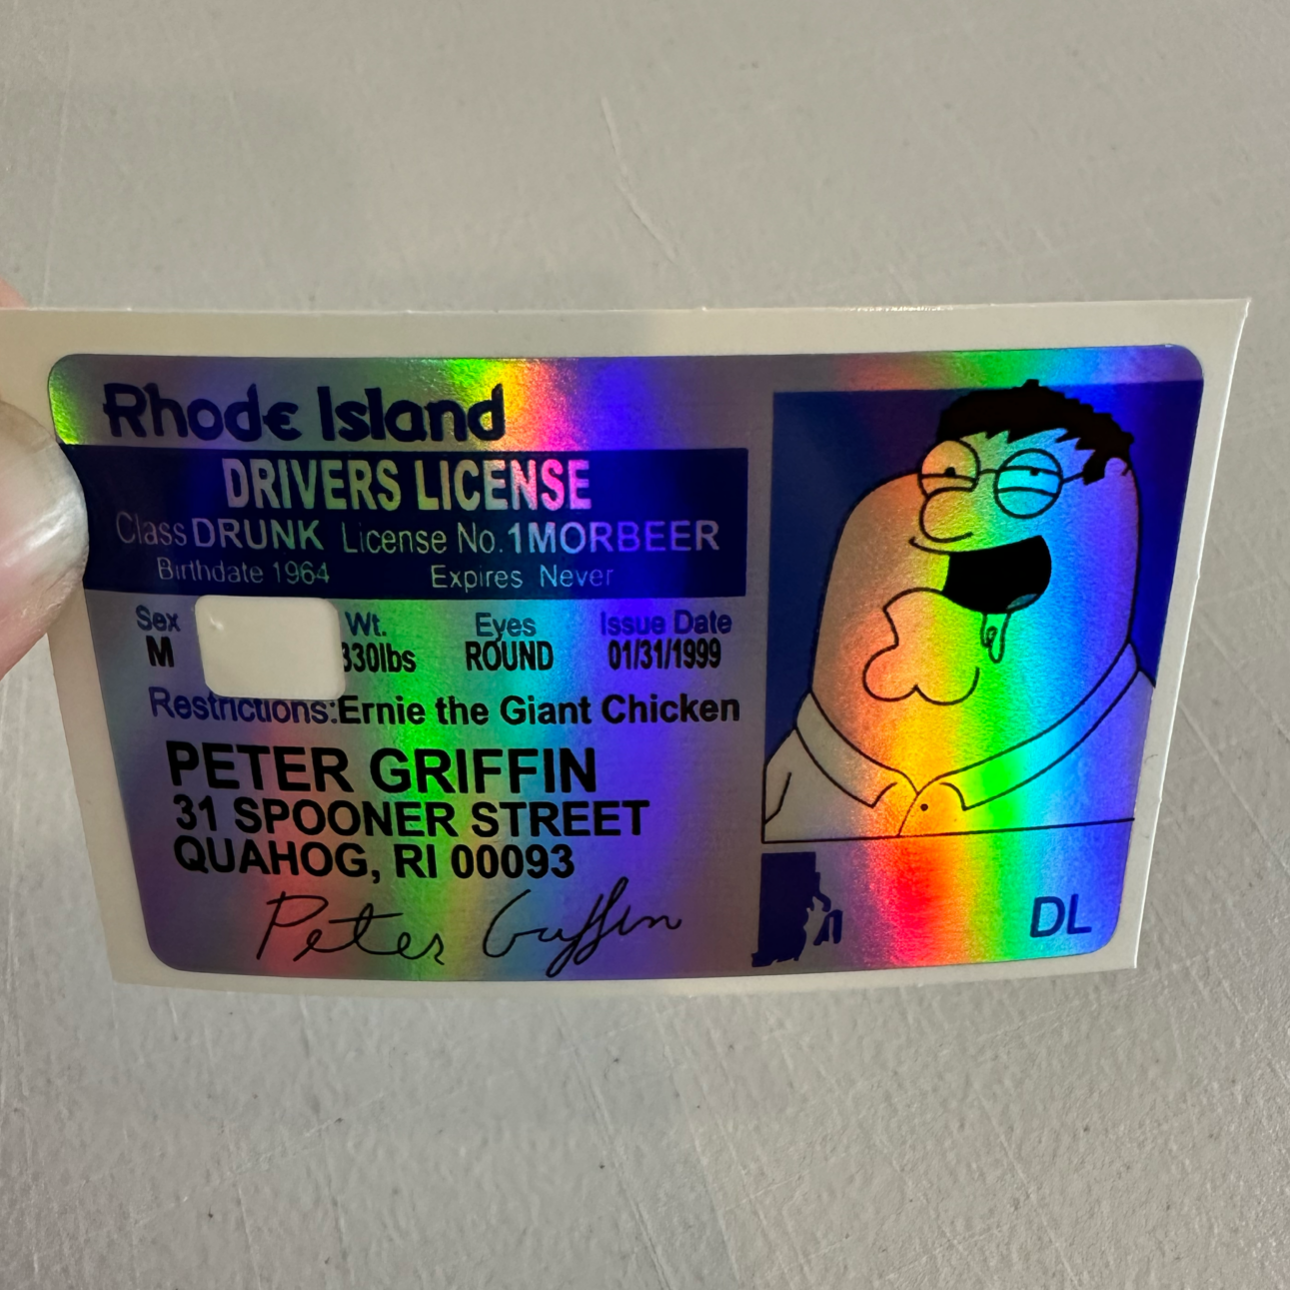 Rhode Island
DRIVERS LICENSE
Class DRUNK License No. 1MORBEER
Birthdate 1964 Expires Never
Sex Wt. Eyes Issue Date
M 330lbs ROUND 01/31/1999
Restrictions: Ernie the Giant Chicken
PETER GRIFFIN
31 SPOONER STREET
QUAHOG, RI 00093
Peter Griffin
DL